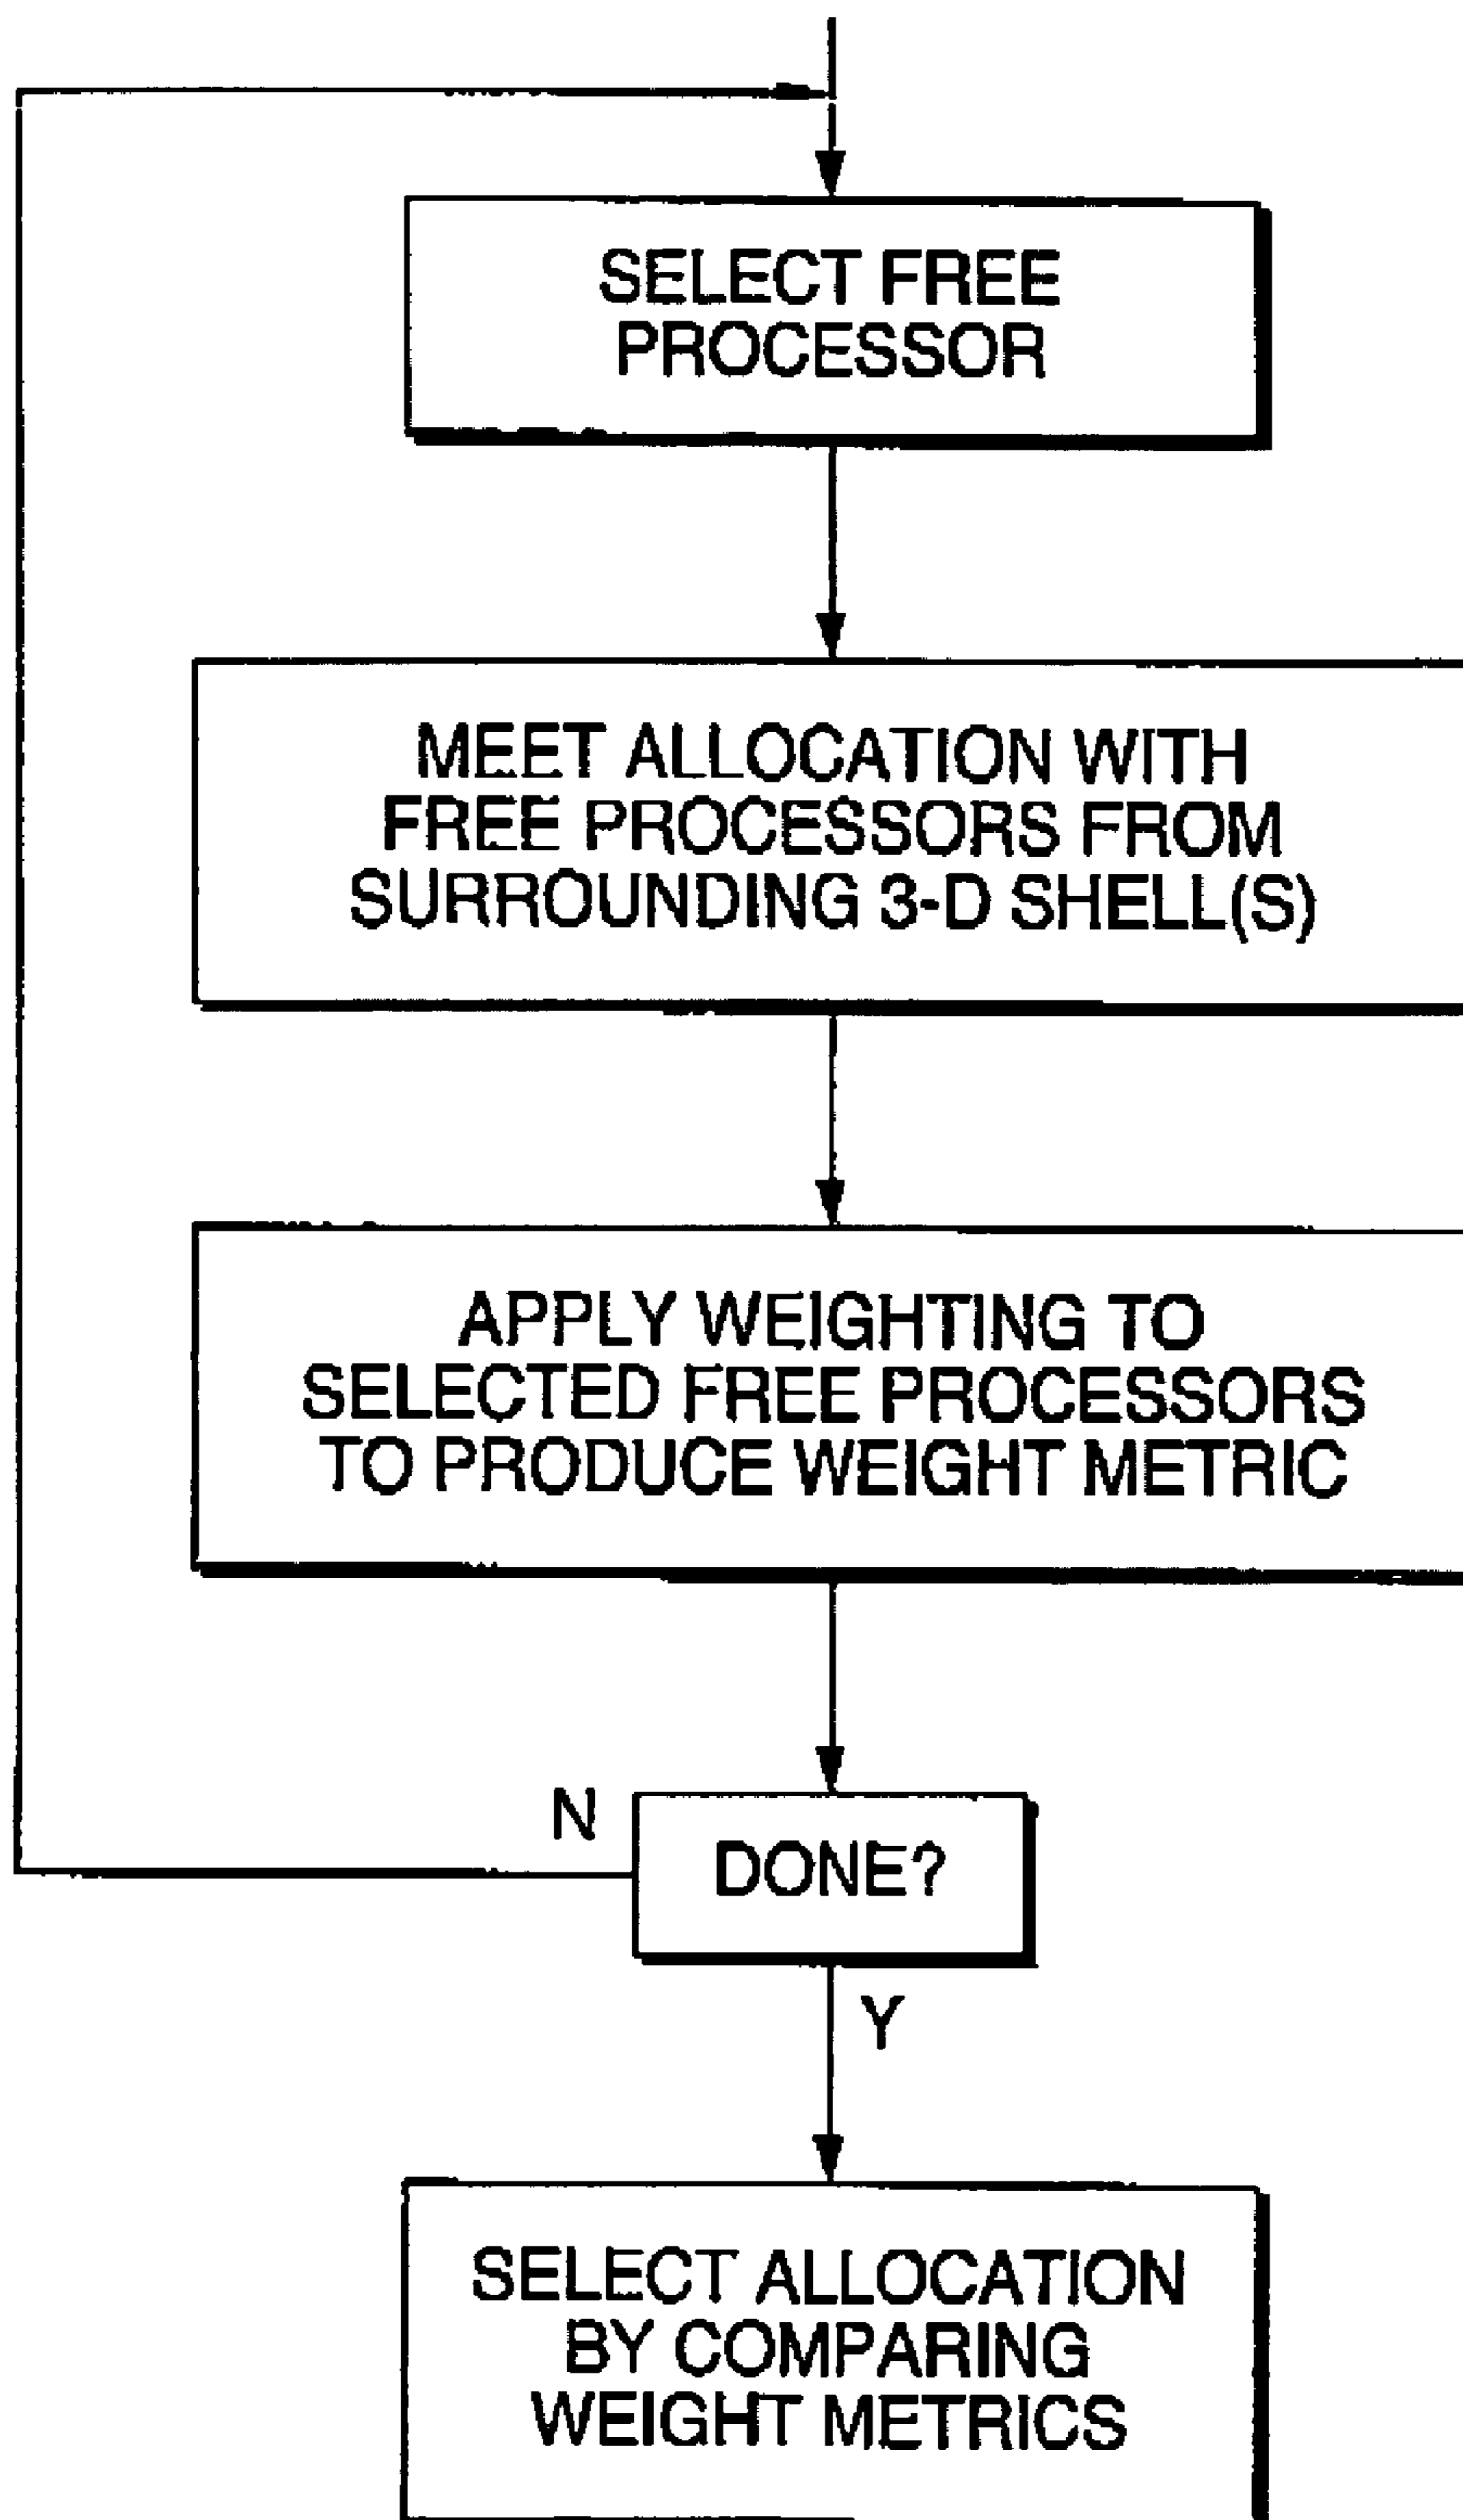 SELECT FREE
PROCESSOR
MEET ALLOCATION WITH
FREE PROCESSORS FROM
SURROUNDING 3-D SHELL(S)
APPLY WEIGHTING TO
SELECTED FREE PROCESSORS
TO PRODUCE WEIGHT METRIC
N
DONE?
Y
SELECT ALLOCATION
BY COMPARING
WEIGHT METRICS